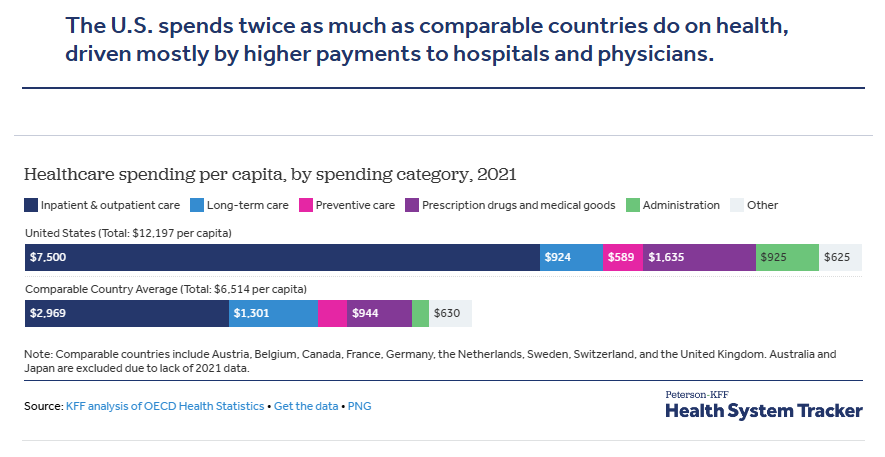 The U.S. spends twice as much as comparable countries do on health,
driven mostly by higher payments to hospitals and physicians.
Healthcare spending per capita, by spending category, 2021
Inpatient & outpatient care Long-term care Preventive care Prescription drugs and medical goods Administration Other
United States (Total: $12,197 per capita)
$7,500 $924 $589 $1,635 $925 $625
Comparable Country Average (Total: $6,514 per capita)
$2,969 $1,301 $944 $630
Note: Comparable countries include Austria, Belgium, Canada, France, Germany, the Netherlands, Sweden, Switzerland, and the United Kingdom. Australia and
Japan are excluded due to lack of 2021 data.
Source: KFF analysis of OECD Health Statistics • Get the data • PNG
Peterson-KFF
Health System Tracker